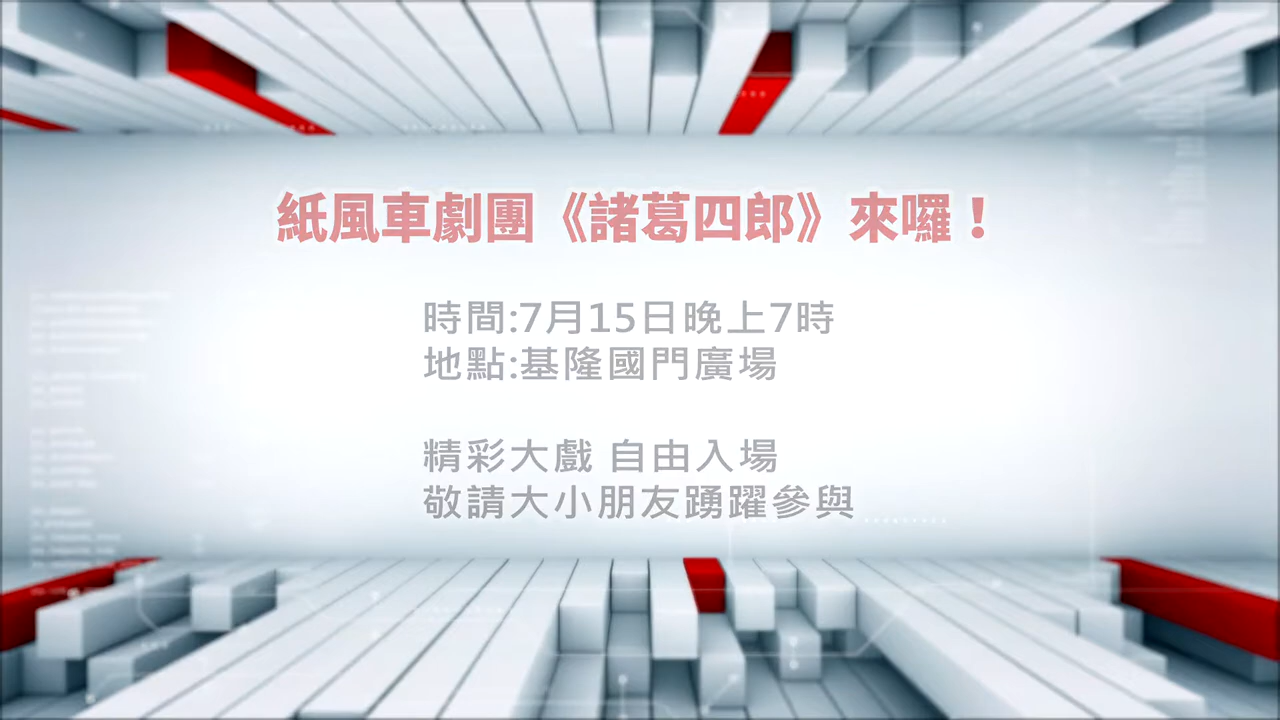 紙風車劇團《諸葛四郎》來囉！
時間:7月15日晚上7時
地點:基隆國門廣場
精彩大戲 自由入場
敬請大小朋友踴躍參與